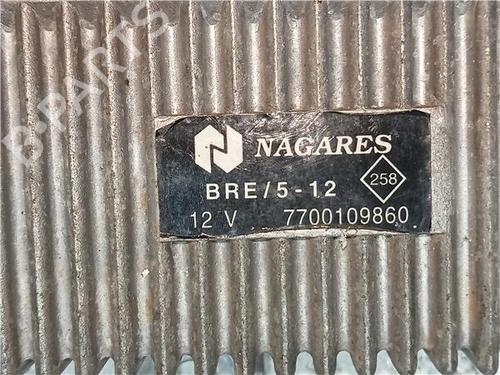 B-PARTS
NAGARES
BRE/5-12
258
12 V 7700109860